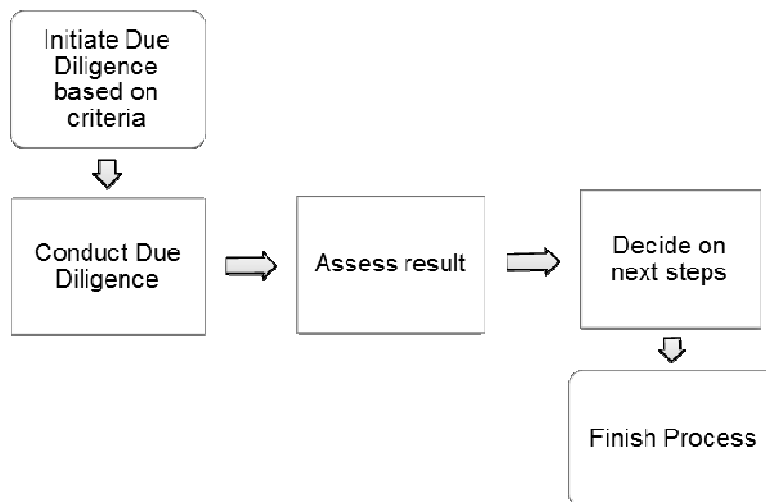 Initiate Due
Diligence
based on
criteria
Conduct Due
Diligence
Assess result
Decide on
next steps
Finish Process